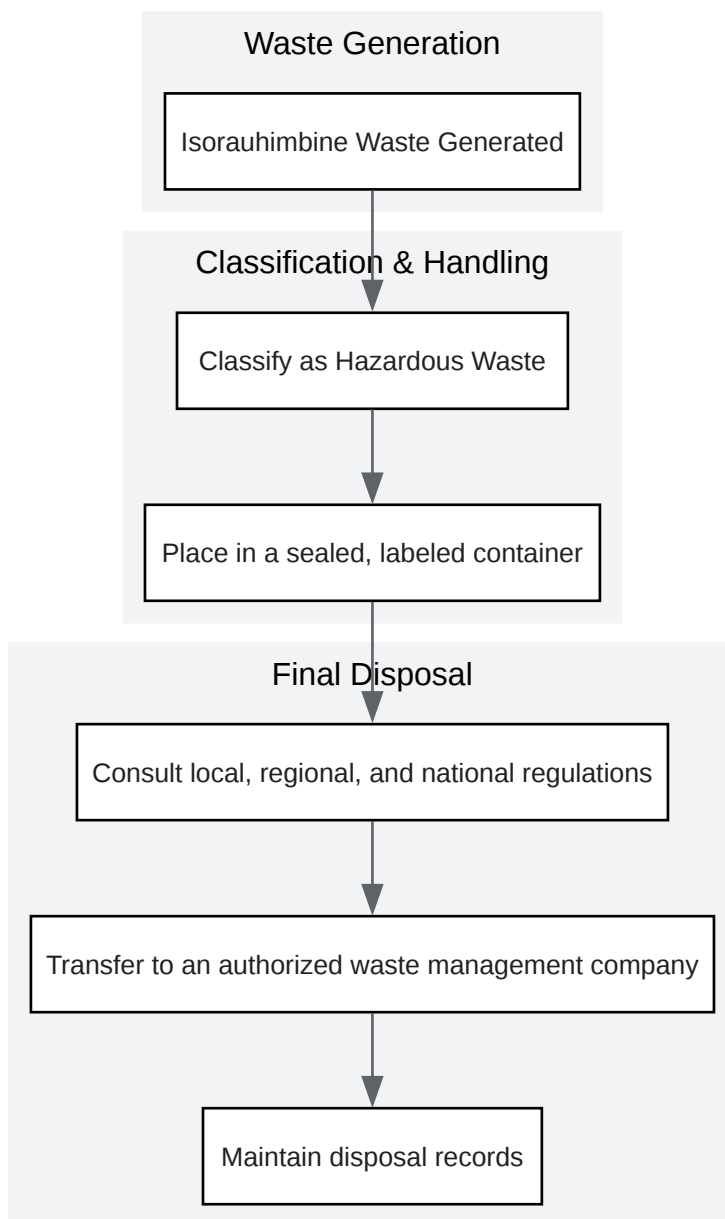 Waste Generation
Isorauhimbine Waste Generated
Classification & Handling
Classify as Hazardous Waste
Place in a sealed, labeled container
Final Disposal
Consult local, regional, and national regulations
Transfer to an authorized waste management company
Maintain disposal records